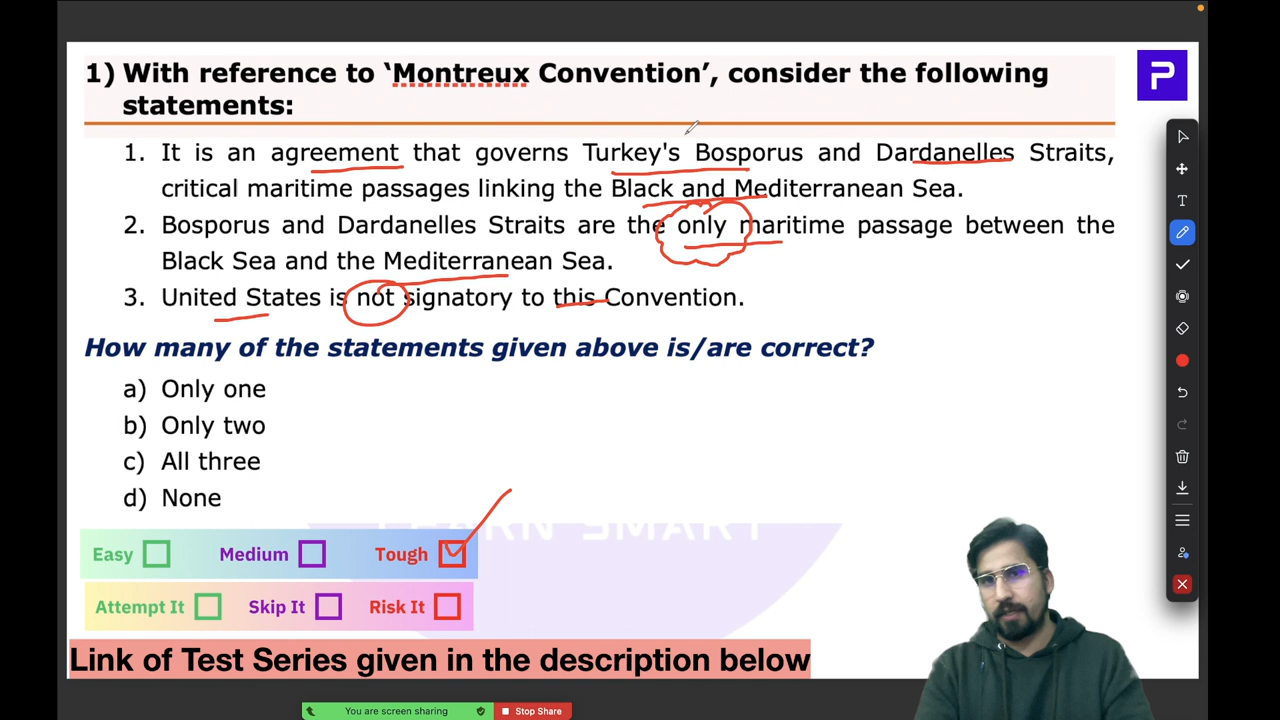 1) With reference to ‘Montreux Convention’, consider the following
statements:
1. It is an agreement that governs Turkey's Bosporus and Dardanelles Straits,
critical maritime passages linking the Black and Mediterranean Sea.
2. Bosporus and Dardanelles Straits are the only maritime passage between the
Black Sea and the Mediterranean Sea.
3. United States is not signatory to this Convention.
How many of the statements given above is/are correct?
a) Only one
b) Only two
c) All three
d) None
LEARN SMART
Easy Medium Tough
Attempt It Skip It Risk It
Link of Test Series given in the description below
You are screen sharing Stop Share